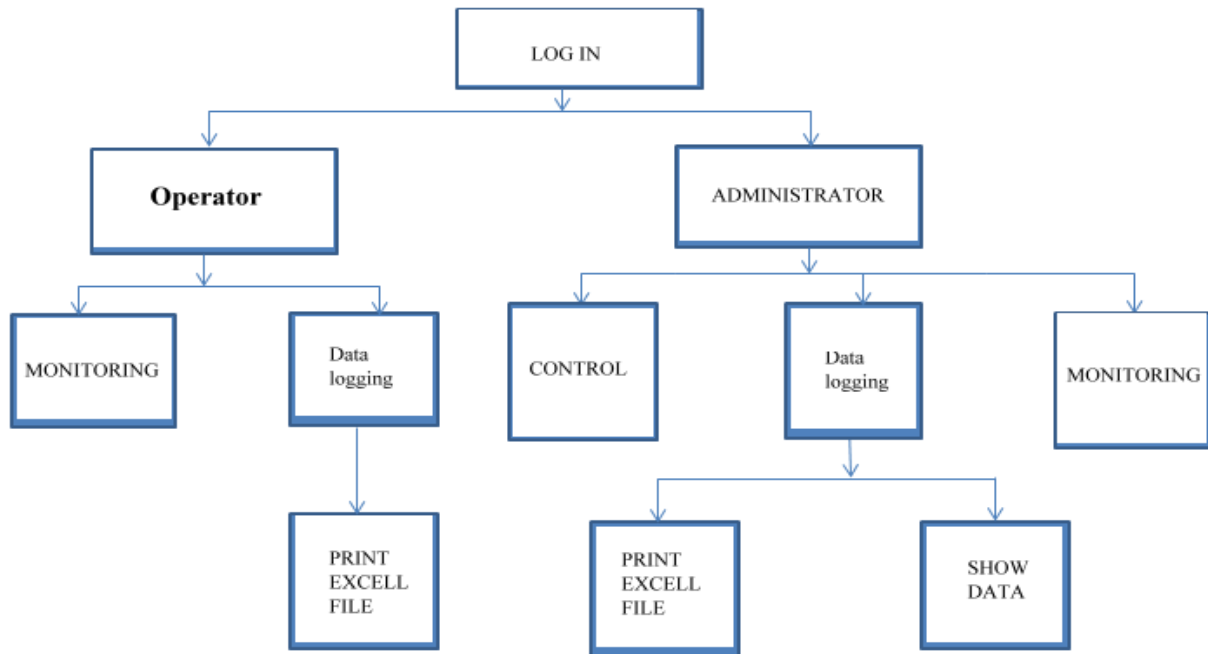 LOG IN
Operator
ADMINISTRATOR
MONITORING
Data
logging
CONTROL
Data
logging
MONITORING
PRINT
EXCELL
FILE
PRINT
EXCELL
FILE
SHOW
DATA